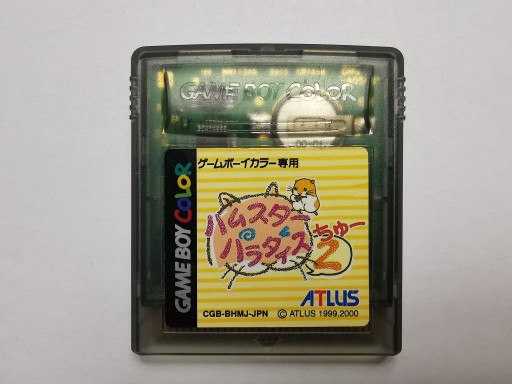 GAME BOY COLOR
GAME BOY COLOR
ゲームボーイカラー専用
ハムスター
パラダイス
ちゅー
2
ATLUS
CGB-BHMJ-JPN
© ATLUS 1999,2000